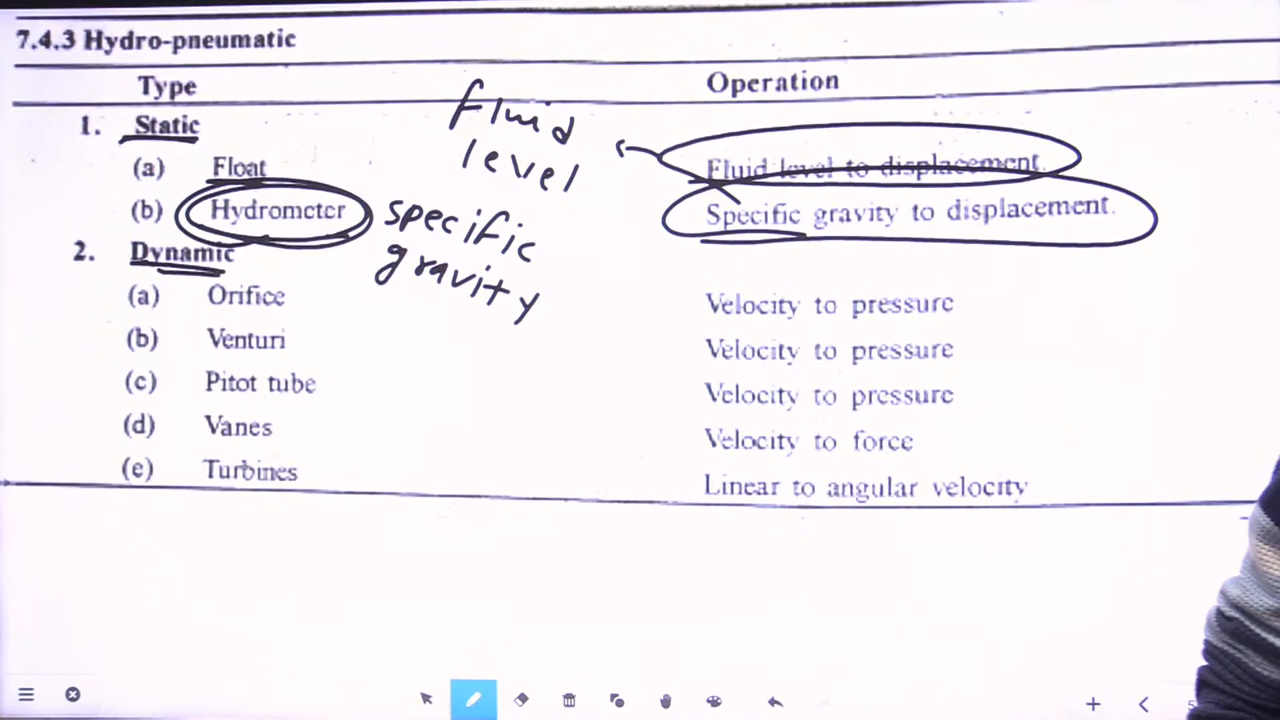 7.4.3 Hydro-pneumatic
Type Operation
1. Static
(a) Float Fluid level to displacement.
(b) Hydrometer Specific gravity to displacement.
Fluid
level
specific
gravity
2. Dynamic
(a) Orifice Velocity to pressure
(b) Venturi Velocity to pressure
(c) Pitot tube Velocity to pressure
(d) Vanes Velocity to force
(e) Turbines Linear to angular velocity